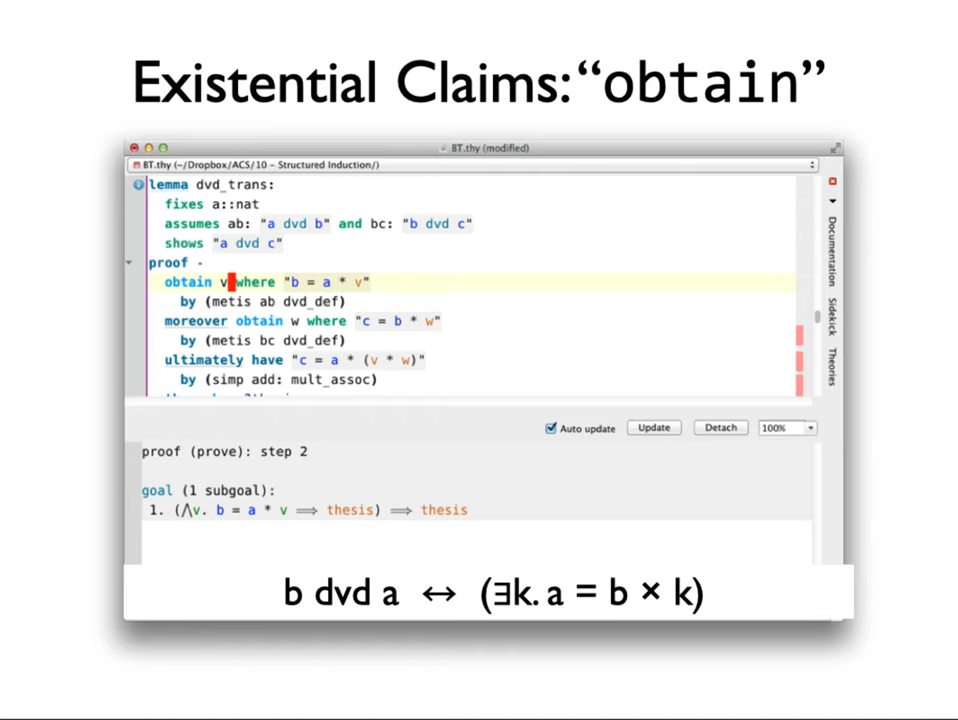 Existential Claims: “obtain”
BT.thy (modified)
BT.thy (~/Dropbox/ACS/10 - Structured Induction/)
lemma dvd_trans:
fixes a::nat
assumes ab: "a dvd b" and bc: "b dvd c"
shows "a dvd c"
proof -
obtain v where "b = a * v"
by (metis ab dvd_def)
moreover obtain w where "c = b * w"
by (metis bc dvd_def)
ultimately have "c = a * (v * w)"
by (simp add: mult_assoc)
Documentation
Sidekick
Theories
Auto update
Update
Detach
100%
proof (prove): step 2
goal (1 subgoal):
1. (⋀v. b = a * v ⟹ thesis) ⟹ thesis
b dvd a ↔ (∃k. a = b × k)